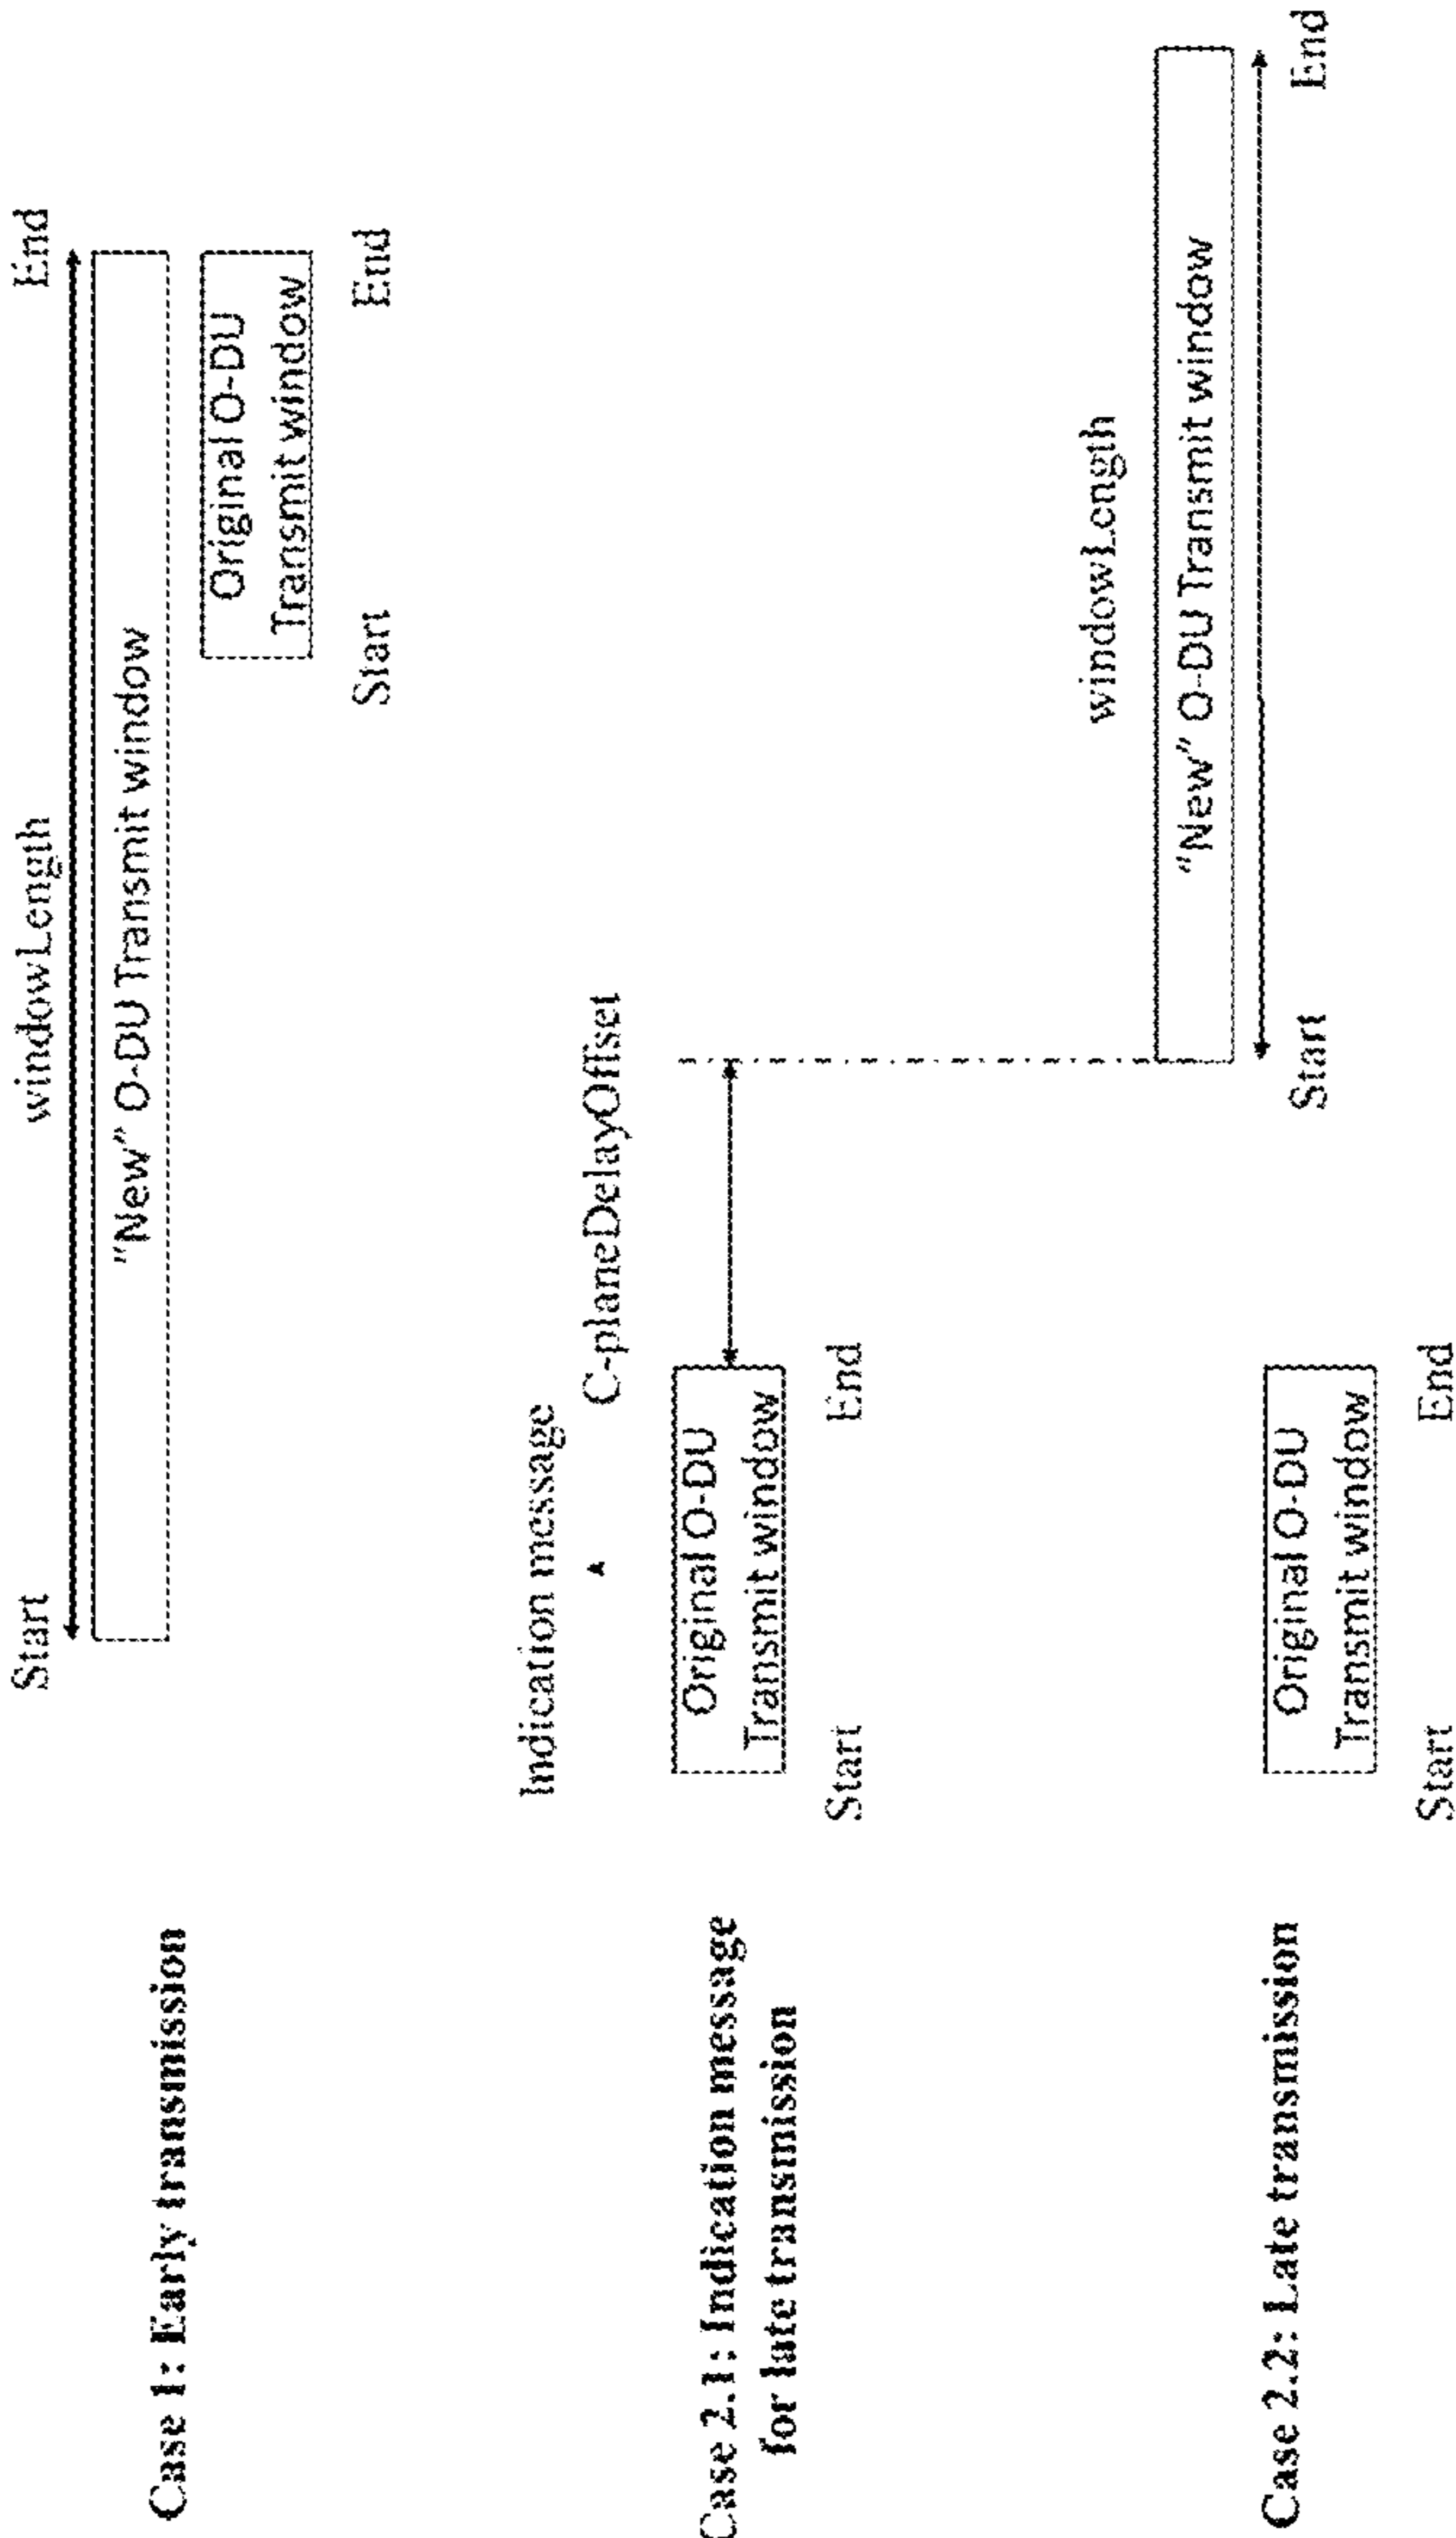 Case 1: Early transmission
Start
windowLength
End
"New" O-DU Transmit window
Original O-DU
Transmit window
Start
End
Case 2.1: Indication message
for late transmission
Indication message
C-planeDelayOffset
Original O-DU
Transmit window
Start
End
Case 2.2: Late transmission
windowLength
"New" O-DU Transmit window
Start
End
Original O-DU
Transmit window
Start
End